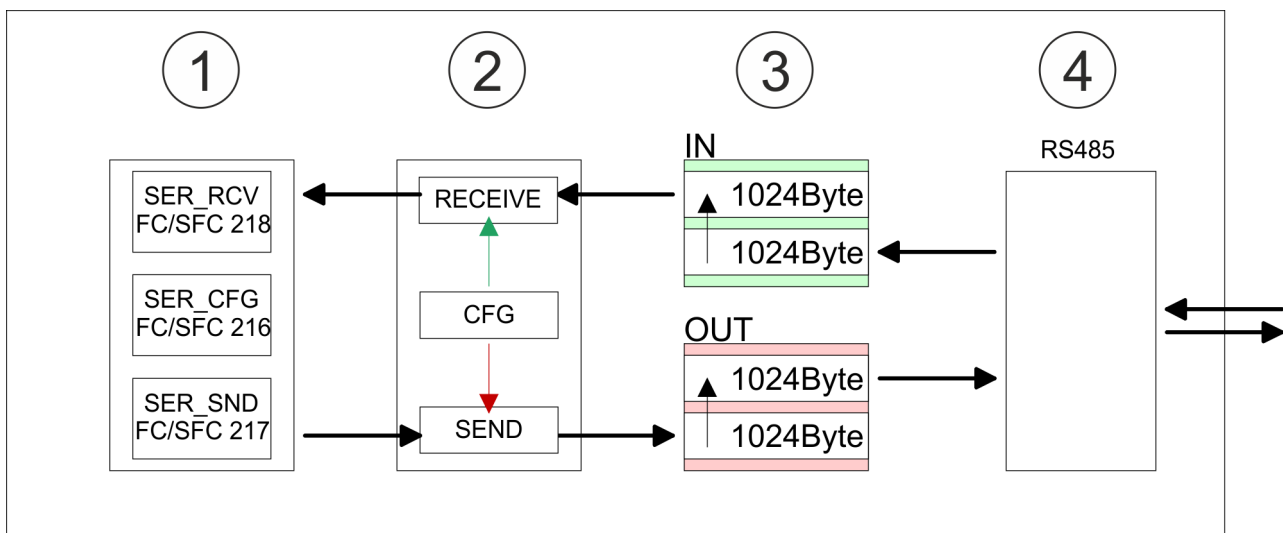 1
2
3
4
SER_RCV
FC/SFC 218
SER_CFG
FC/SFC 216
SER_SND
FC/SFC 217
RECEIVE
CFG
SEND
IN
1024Byte
1024Byte
OUT
1024Byte
1024Byte
RS485